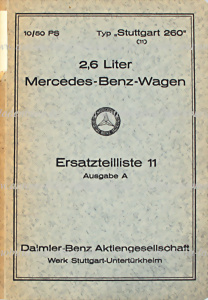 10/50 PS Typ „Stuttgart 260“
(11)
2,6 Liter
Mercedes-Benz-Wagen
Ersatzteilliste 11
Ausgabe A
Daimler-Benz Aktiengesellschaft
Werk Stuttgart-Untertürkheim